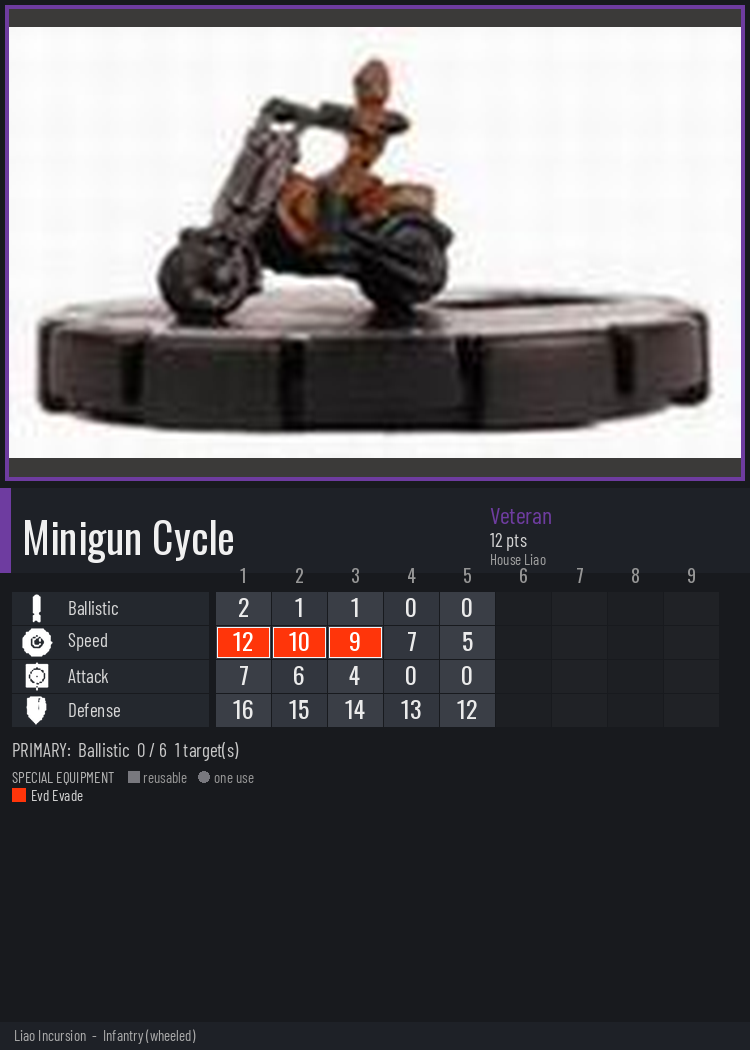 Minigun Cycle
Veteran
12 pts
House Liao
1 2 3 4 5 6 7 8 9
Ballistic 2 1 1 0 0
Speed 12 10 9 7 5
Attack 7 6 4 0 0
Defense 16 15 14 13 12
PRIMARY: Ballistic 0 / 6 1 target(s)
SPECIAL EQUIPMENT reusable one use
Evd Evade
Liao Incursion - Infantry (wheeled)